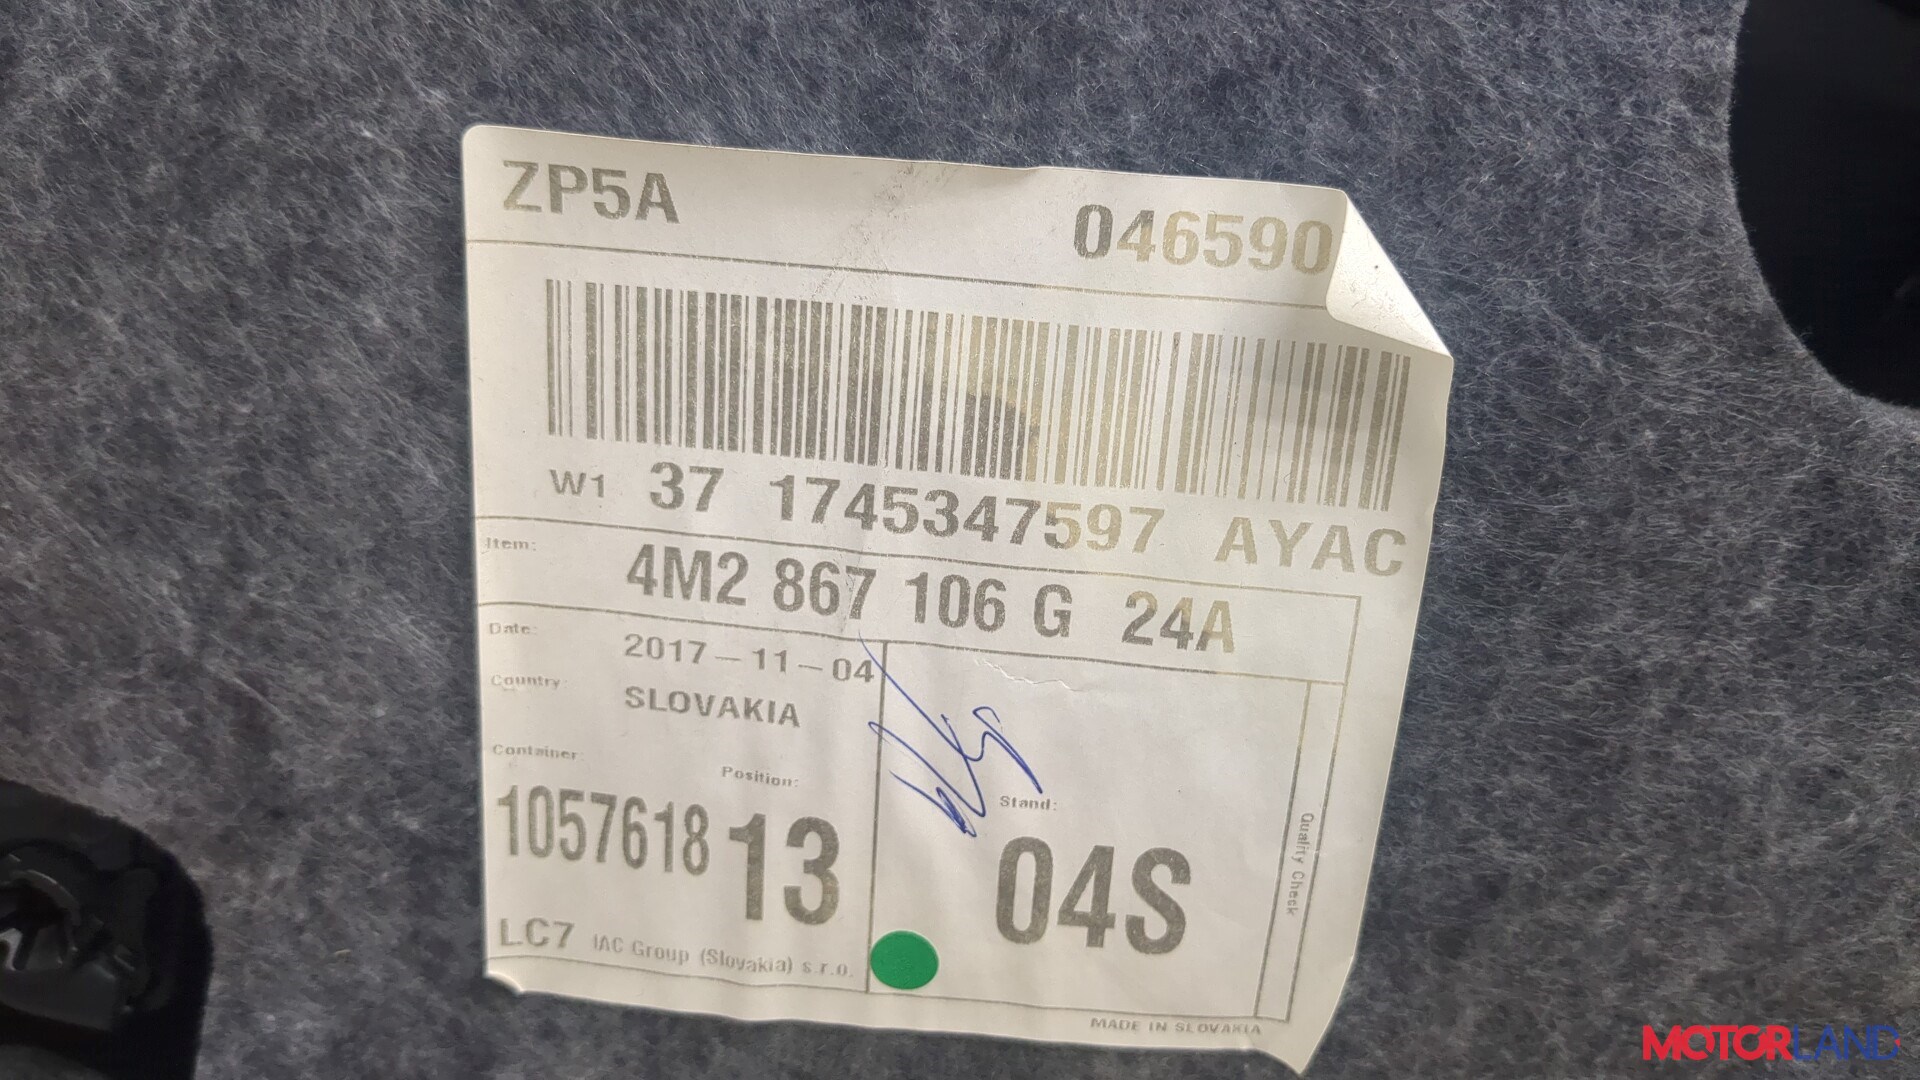 ZP5A 046590
W1 37 1745347597 AYAC
Item: 4M2 867 106 G 24A
Date: 2017-11-04
Country: SLOVAKIA
Container: Position: Stand:
1057618 13 04S
Quality Check
LC7 IAC Group (Slovakia) s.r.o.
MADE IN SLOVAKIA
MOTORLAND